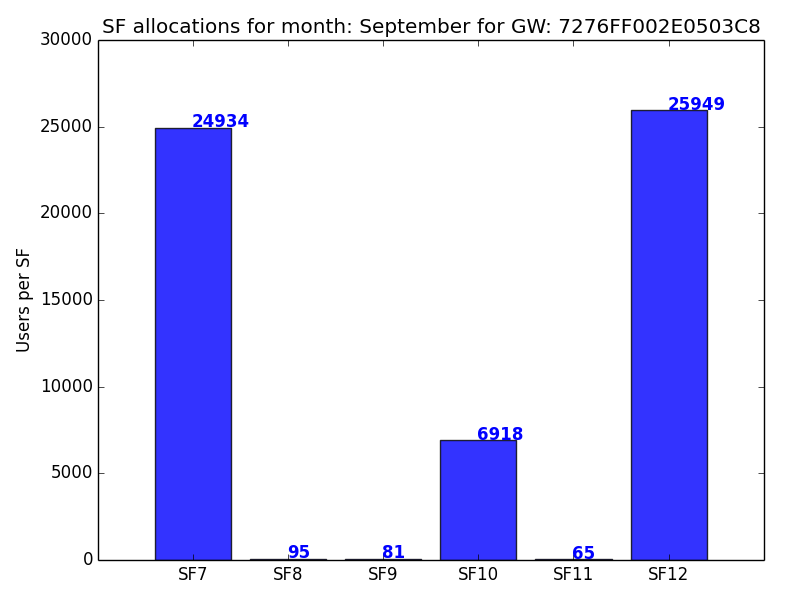 SF allocations for month: September for GW: 7276FF002E0503C8
30000
25000
20000
15000
10000
5000
0
Users per SF
24934
95
81
6918
65
25949
SF7
SF8
SF9
SF10
SF11
SF12